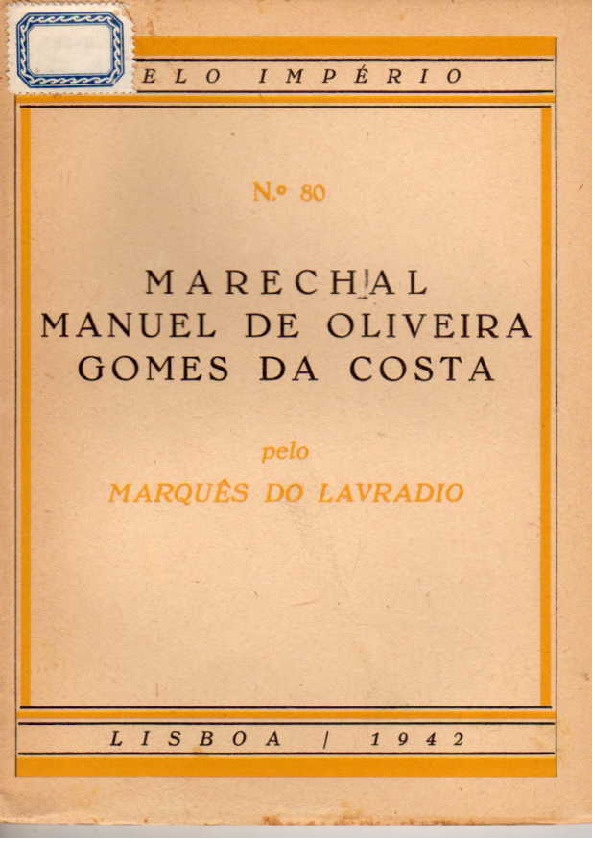 ELO IMPÉRIO
N.º 80
MARECHAL
MANUEL DE OLIVEIRA
GOMES DA COSTA
pelo
MARQUÊS DO LAVRADIO
LISBOA / 1942